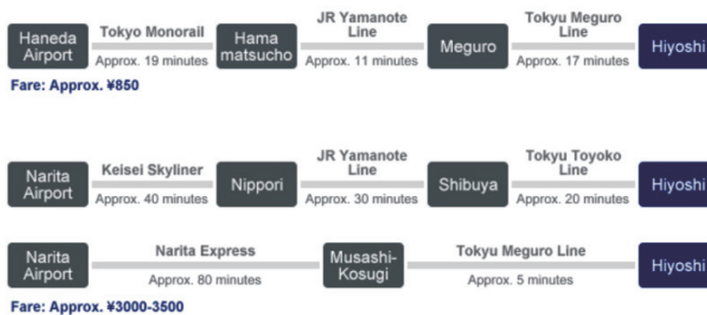 Haneda Airport
Tokyo Monorail
Approx. 19 minutes
Hama matsucho
JR Yamanote Line
Approx. 11 minutes
Meguro
Tokyu Meguro Line
Approx. 17 minutes
Hiyoshi
Fare: Approx. ¥850
Narita Airport
Keisei Skyliner
Approx. 40 minutes
Nippori
JR Yamanote Line
Approx. 30 minutes
Shibuya
Tokyu Toyoko Line
Approx. 20 minutes
Hiyoshi
Narita Airport
Narita Express
Approx. 80 minutes
Musashi-Kosugi
Tokyu Meguro Line
Approx. 5 minutes
Hiyoshi
Fare: Approx. ¥3000-3500